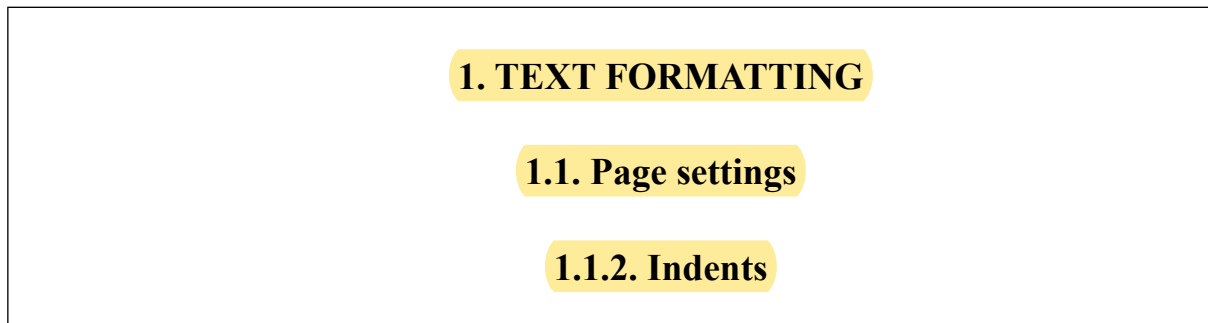 1. TEXT FORMATTING
1.1. Page settings
1.1.2. Indents